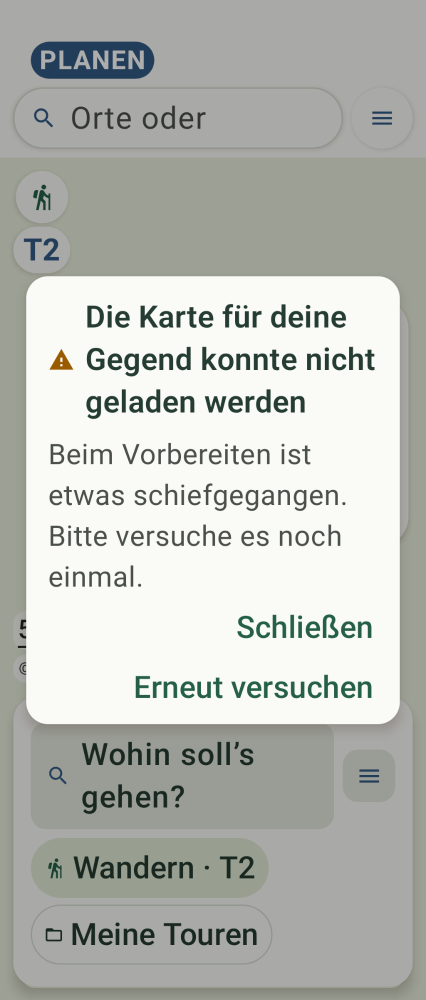 PLANEN
Orte oder
T2
Die Karte für deine
Gegend konnte nicht
geladen werden
Beim Vorbereiten ist
etwas schiefgegangen.
Bitte versuche es noch
einmal.
Schließen
Erneut versuchen
Wohin soll’s
gehen?
Wandern · T2
Meine Touren